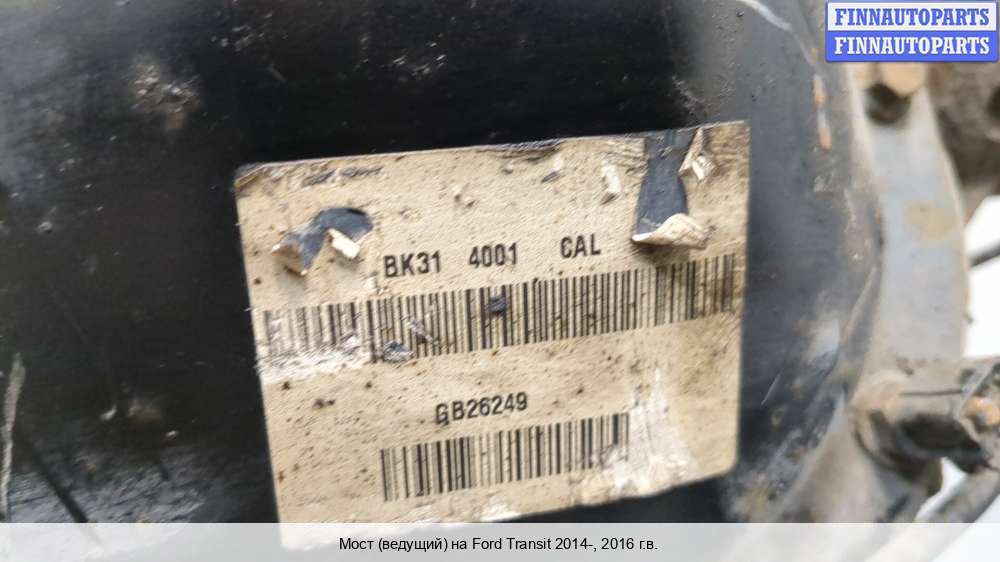 FINNAUTOPARTS
FINNAUTOPARTS
BK31 4001 CAL
GB26249
Мост (ведущий) на Ford Transit 2014-, 2016 г.в.